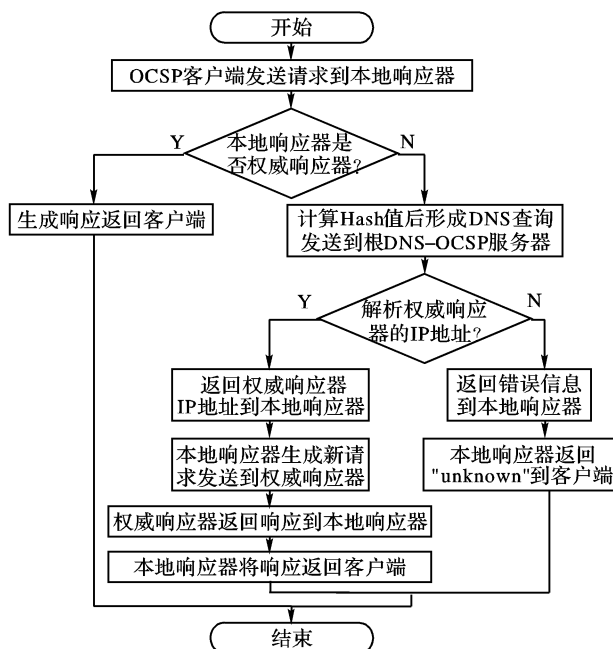 开始
OCSP客户端发送请求到本地响应器
Y
本地响应器是
否权威响应器?
N
生成响应返回客户端
计算Hash值后形成DNS查询
发送到根DNS–OCSP服务器
Y
解析权威响应
器的IP地址?
N
返回权威响应器
IP地址到本地响应器
返回错误信息
到本地响应器
本地响应器生成新请
求发送到权威响应器
本地响应器返回
"unknown"到客户端
权威响应器返回响应到本地响应器
本地响应器将响应返回客户端
结束